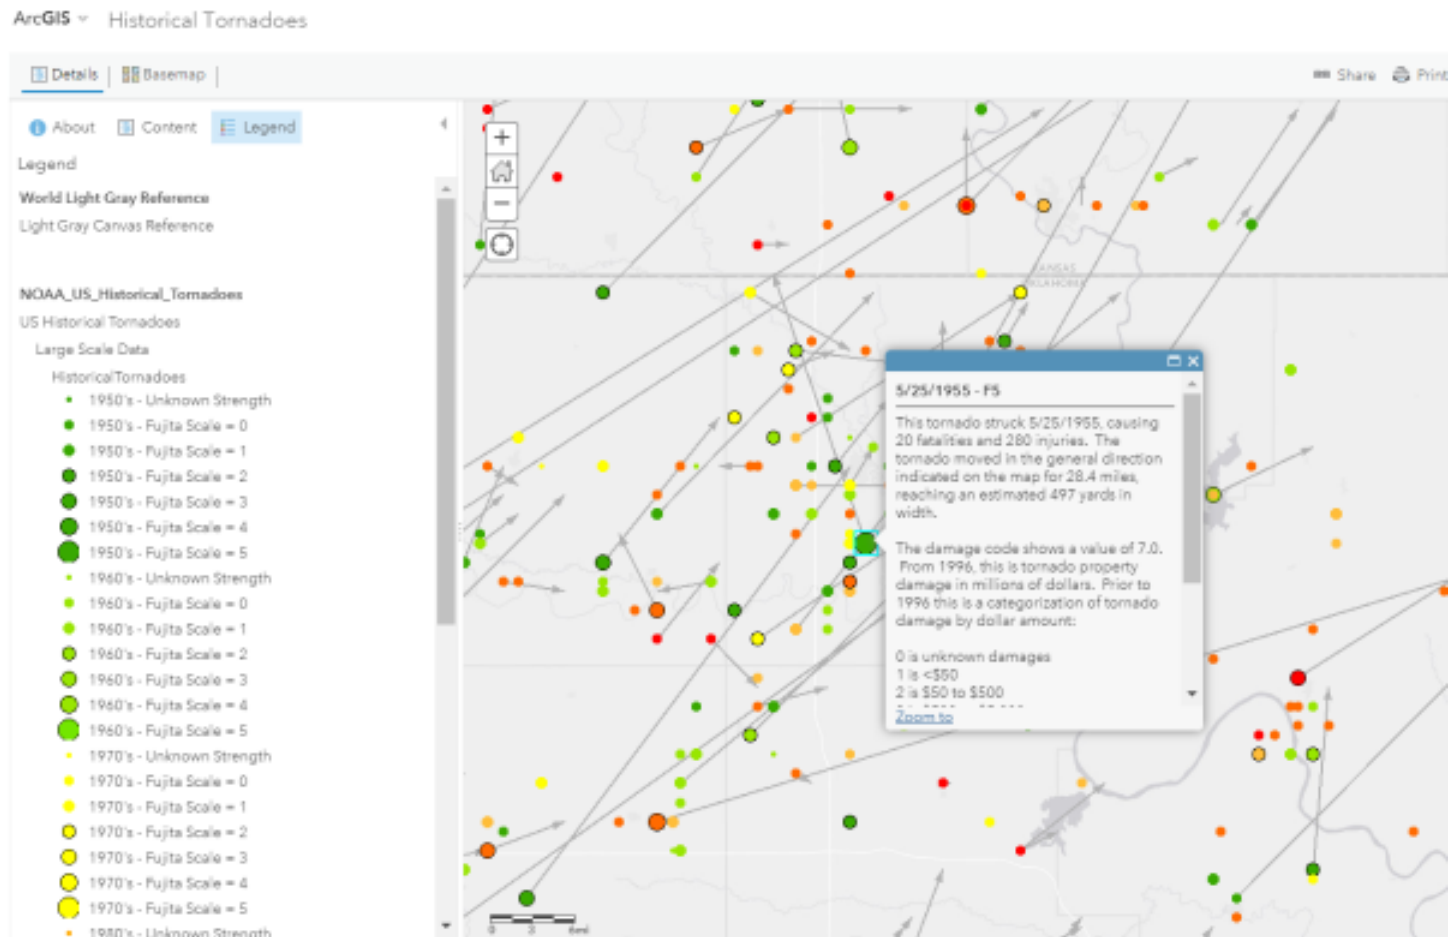 ArcGIS Historical Tornadoes
Details Basemap
Share Print
About Content Legend
Legend
World Light Gray Reference
Light Gray Canvas Reference
NOAA_US_Historical_Tornadoes
US Historical Tornadoes
Large Scale Data
HistoricalTornadoes
1950's - Unknown Strength
1950's - Fujita Scale = 0
1950's - Fujita Scale = 1
1950's - Fujita Scale = 2
1950's - Fujita Scale = 3
1950's - Fujita Scale = 4
1950's - Fujita Scale = 5
1960's - Unknown Strength
1960's - Fujita Scale = 0
1960's - Fujita Scale = 1
1960's - Fujita Scale = 2
1960's - Fujita Scale = 3
1960's - Fujita Scale = 4
1960's - Fujita Scale = 5
1970's - Unknown Strength
1970's - Fujita Scale = 0
1970's - Fujita Scale = 1
1970's - Fujita Scale = 2
1970's - Fujita Scale = 3
1970's - Fujita Scale = 4
1970's - Fujita Scale = 5
1980's - Unknown Strength
KANSAS
OKLAHOMA
5/25/1955 - F5
This tornado struck 5/25/1955, causing
20 fatalities and 280 injuries. The
tornado moved in the general direction
indicated on the map for 28.4 miles,
reaching an estimated 497 yards in
width.
The damage code shows a value of 7.0.
From 1996, this is tornado property
damage in millions of dollars. Prior to
1996 this is a categorization of tornado
damage by dollar amount:
0 is unknown damages
1 is <$50
2 is $50 to $500
Zoom to
0 3 6mi